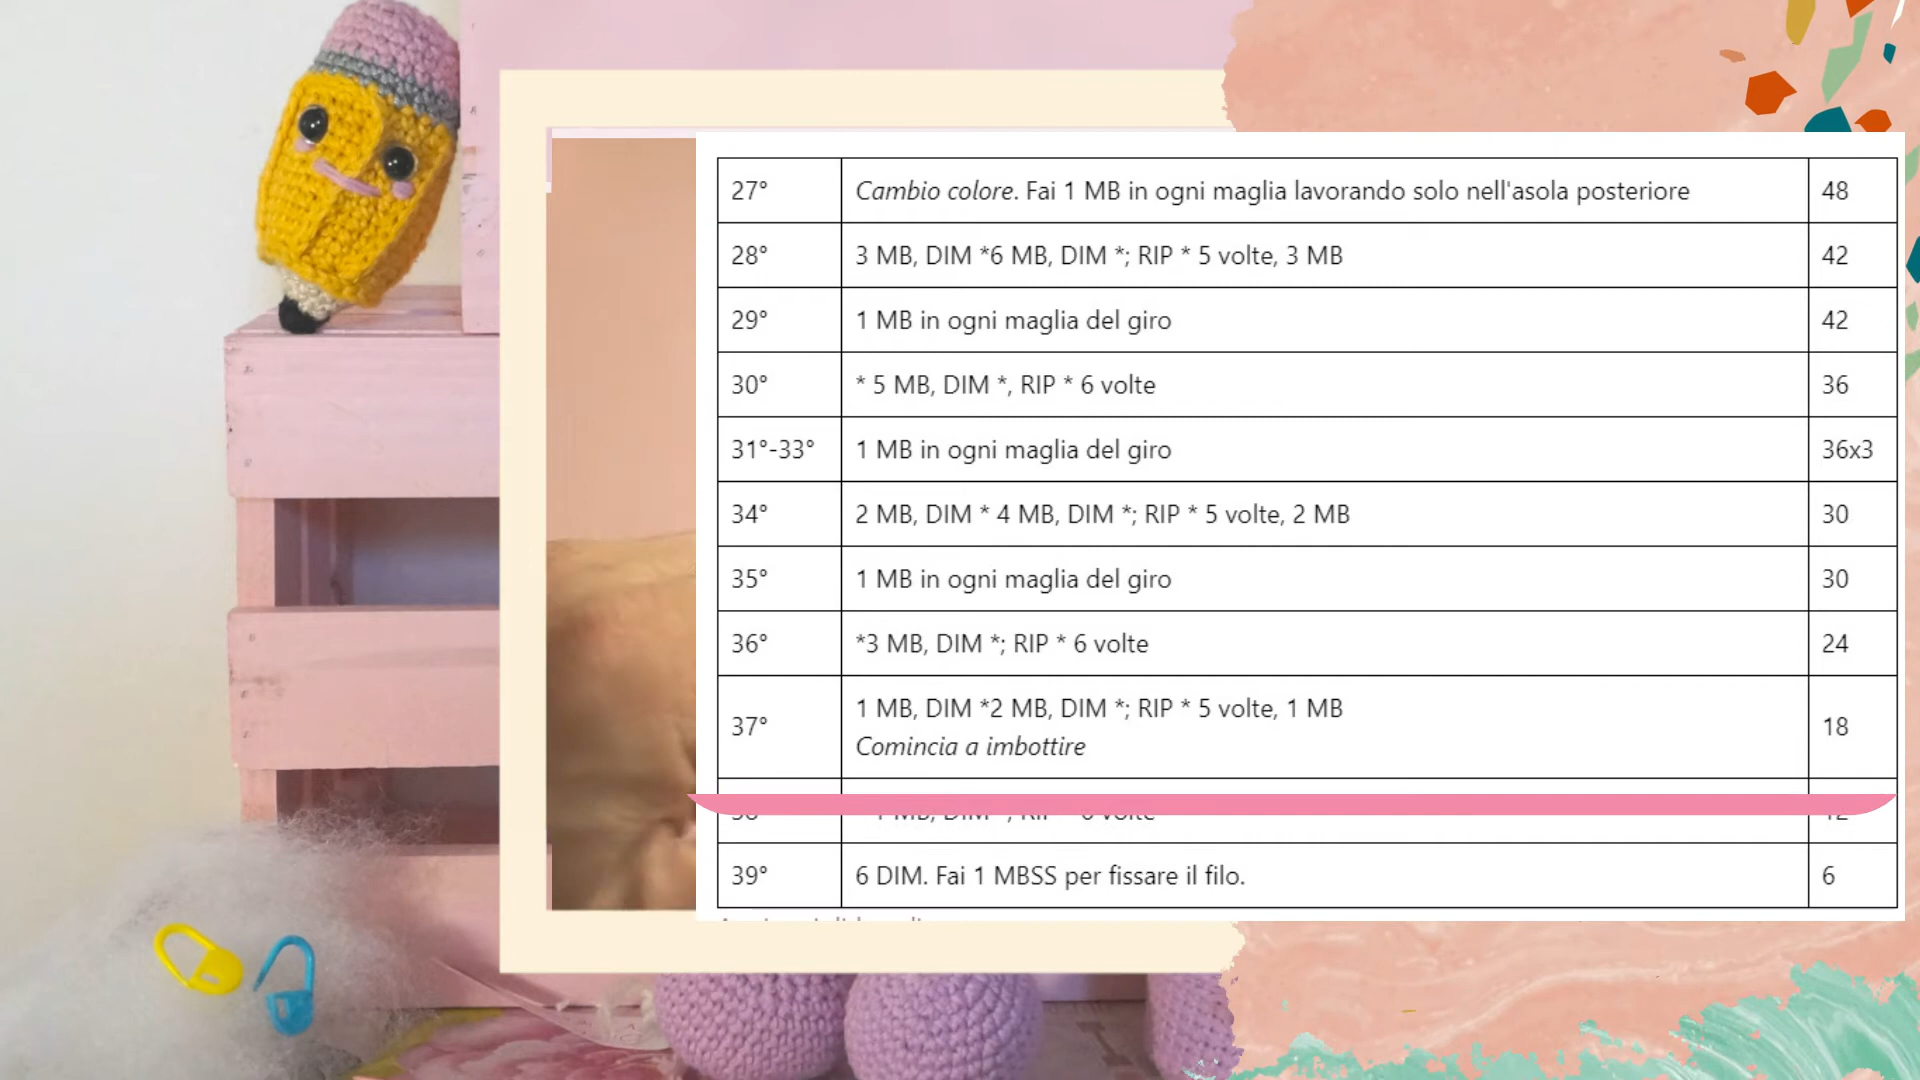 27° Cambio colore. Fai 1 MB in ogni maglia lavorando solo nell'asola posteriore 48
28° 3 MB, DIM *6 MB, DIM *; RIP * 5 volte, 3 MB 42
29° 1 MB in ogni maglia del giro 42
30° * 5 MB, DIM *, RIP * 6 volte 36
31°-33° 1 MB in ogni maglia del giro 36x3
34° 2 MB, DIM * 4 MB, DIM *; RIP * 5 volte, 2 MB 30
35° 1 MB in ogni maglia del giro 30
36° *3 MB, DIM *; RIP * 6 volte 24
37° 1 MB, DIM *2 MB, DIM *; RIP * 5 volte, 1 MB 18
Comincia a imbottire
39° 6 DIM. Fai 1 MBSS per fissare il filo. 6